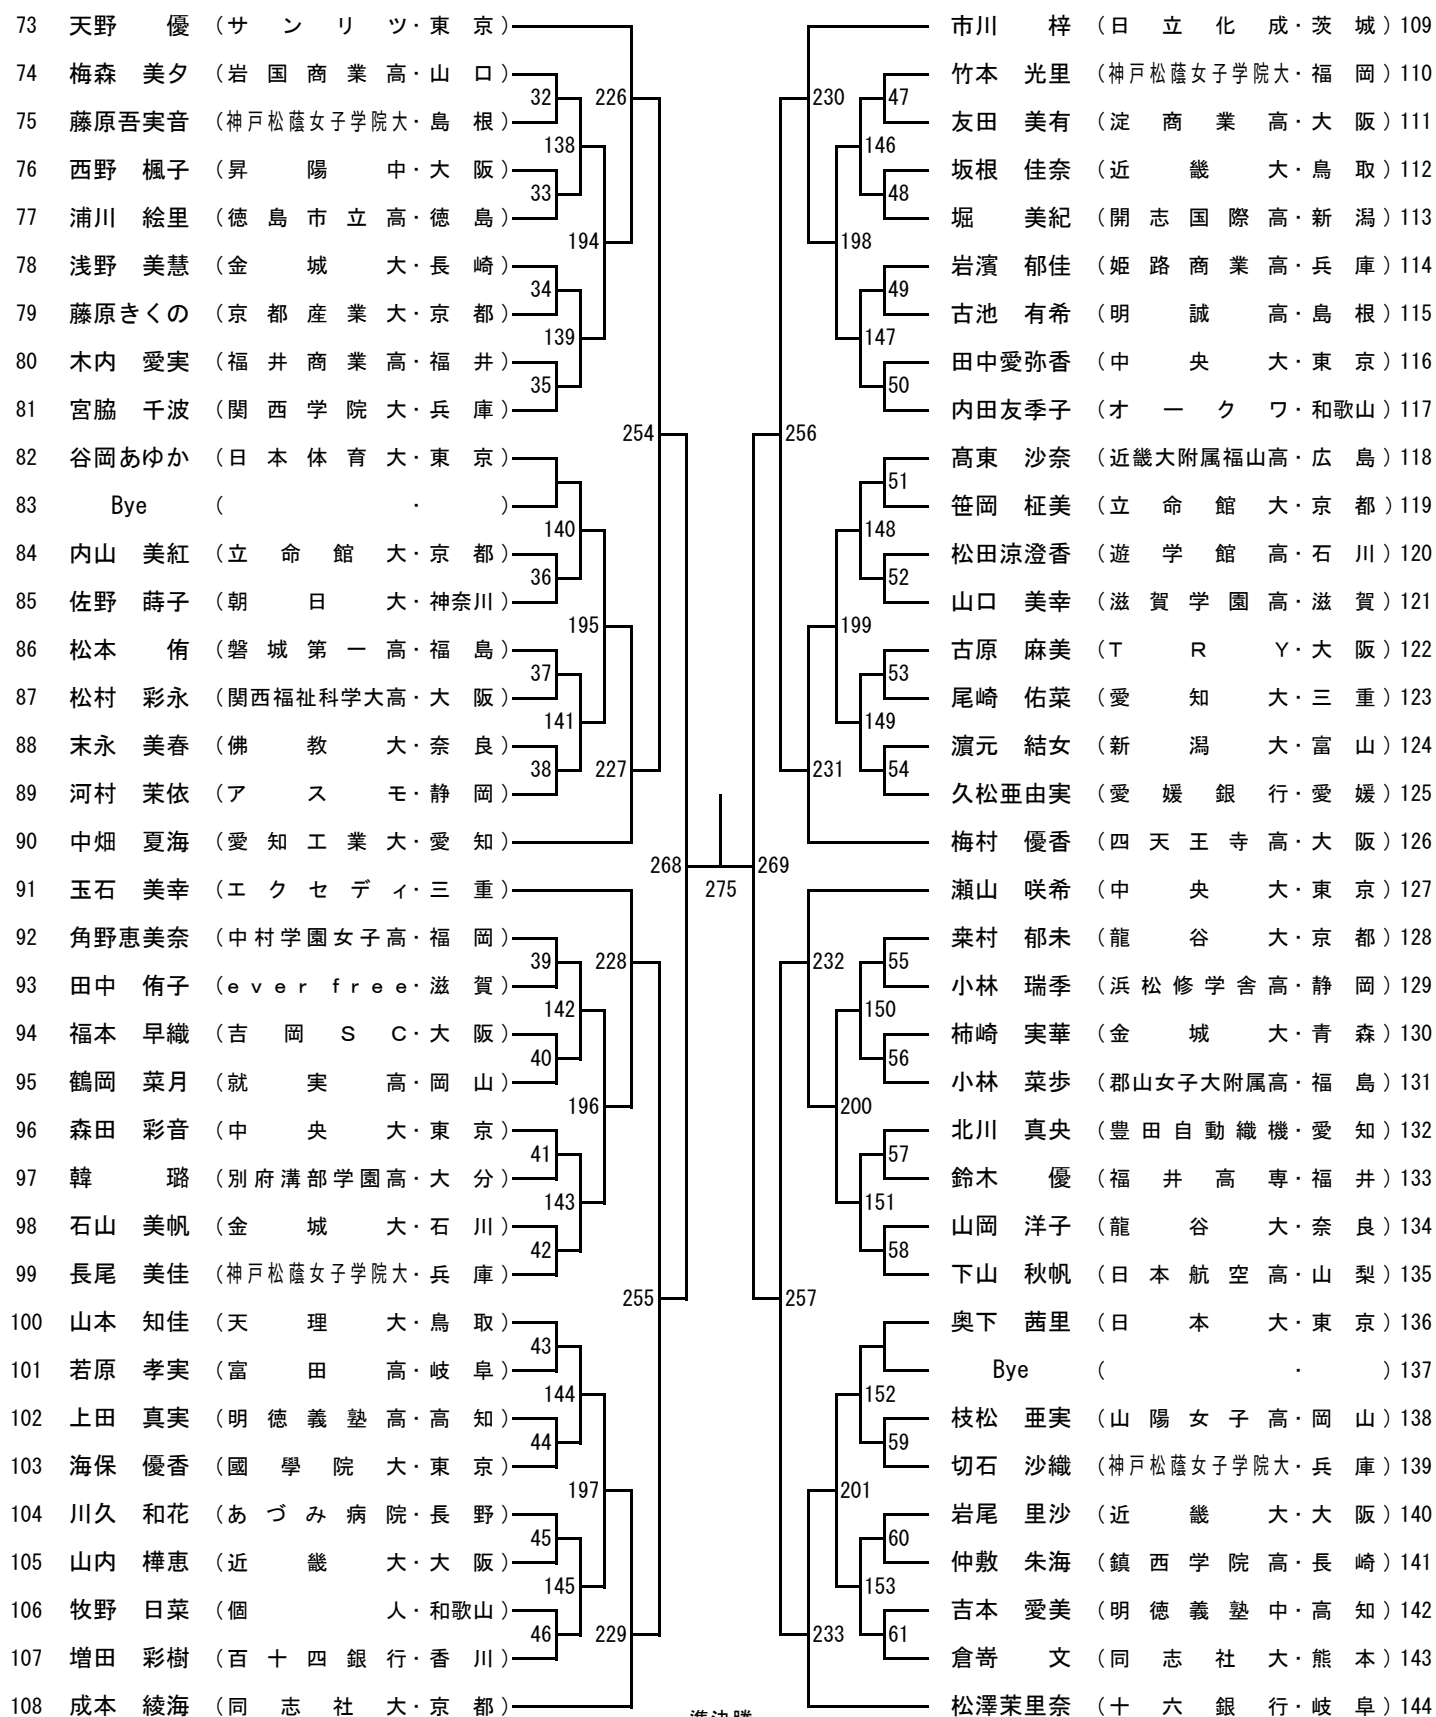 73 天野 優 (サンリツ・東京)
74 梅森 美夕 (岩国商業高・山口)
75 藤原吾実音 (神戸松蔭女子学院大・島根)
76 西野 楓子 (昇陽中・大阪)
77 浦川 絵里 (徳島市立高・徳島)
78 浅野 美慧 (金城大・長崎)
79 藤原きくの (京都産業大・京都)
80 木内 愛実 (福井商業高・福井)
81 宮脇 千波 (関西学院大・兵庫)
82 谷岡あゆか (日本体育大・東京)
83 Bye ( ・ )
84 内山 美紅 (立命館大・京都)
85 佐野 蒔子 (朝日大・神奈川)
86 松本 侑 (磐城第一高・福島)
87 松村 彩永 (関西福祉科学大高・大阪)
88 末永 美春 (佛教大・奈良)
89 河村 茉依 (アスモ・静岡)
90 中畑 夏海 (愛知工業大・愛知)
91 玉石 美幸 (エクセディ・三重)
92 角野恵美奈 (中村学園女子高・福岡)
93 田中 侑子 (ever free・滋賀)
94 福本 早織 (吉岡SC・大阪)
95 鶴岡 菜月 (就実高・岡山)
96 森田 彩音 (中央大・東京)
97 韓 璐 (別府溝部学園高・大分)
98 石山 美帆 (金城大・石川)
99 長尾 美佳 (神戸松蔭女子学院大・兵庫)
100 山本 知佳 (天理大・鳥取)
101 若原 孝実 (富田高・岐阜)
102 上田 真実 (明徳義塾高・高知)
103 海保 優香 (國學院大・東京)
104 川久 和花 (あづみ病院・長野)
105 山内 樺恵 (近畿大・大阪)
106 牧野 日菜 (個人・和歌山)
107 増田 彩樹 (百十四銀行・香川)
108 成本 綾海 (同志社大・京都)
32
226
138
33
194
34
139
35
254
140
36
195
37
141
38
227
268
39
228
142
40
196
41
143
42
255
43
144
44
197
45
145
46
229
275
準決勝
230
47
146
48
198
49
147
50
256
51
148
52
199
53
149
231
54
269
232
55
150
56
200
57
151
58
257
152
59
201
60
153
233
61
市川 梓 (日立化成・茨城) 109
竹本 光里 (神戸松蔭女子学院大・福岡) 110
友田 美有 (淀商業高・大阪) 111
坂根 佳奈 (近畿大・鳥取) 112
堀 美紀 (開志国際高・新潟) 113
岩濱 郁佳 (姫路商業高・兵庫) 114
古池 有希 (明誠高・島根) 115
田中愛弥香 (中央大・東京) 116
内田友季子 (オークワ・和歌山) 117
髙東 沙奈 (近畿大附属福山高・広島) 118
笹岡 柾美 (立命館大・京都) 119
松田涼澄香 (遊学館高・石川) 120
山口 美幸 (滋賀学園高・滋賀) 121
古原 麻美 (TRY・大阪) 122
尾崎 佑菜 (愛知大・三重) 123
濵元 結女 (新潟大・富山) 124
久松亜由実 (愛媛銀行・愛媛) 125
梅村 優香 (四天王寺高・大阪) 126
瀬山 咲希 (中央大・東京) 127
桒村 郁未 (龍谷大・京都) 128
小林 瑞季 (浜松修学舎高・静岡) 129
柿崎 実華 (金城大・青森) 130
小林 菜歩 (郡山女子大附属高・福島) 131
北川 真央 (豊田自動織機・愛知) 132
鈴木 優 (福井高専・福井) 133
山岡 洋子 (龍谷大・奈良) 134
下山 秋帆 (日本航空高・山梨) 135
奥下 茜里 (日本大・東京) 136
Bye ( ・ ) 137
枝松 亜実 (山陽女子高・岡山) 138
切石 沙織 (神戸松蔭女子学院大・兵庫) 139
岩尾 里沙 (近畿大・大阪) 140
仲敷 朱海 (鎮西学院高・長崎) 141
吉本 愛美 (明徳義塾中・高知) 142
倉嵜 文 (同志社大・熊本) 143
松澤茉里奈 (十六銀行・岐阜) 144